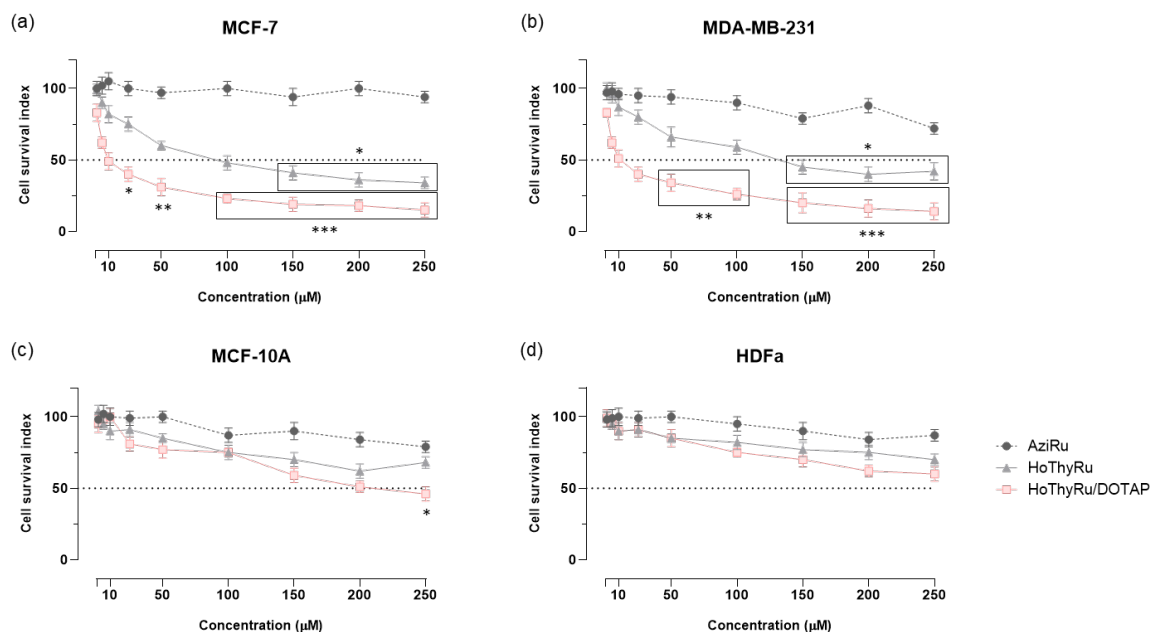 (a)
MCF-7
Cell survival index
100
50
0
*
*
**
***
10 50 100 150 200 250
Concentration (µM)
(b)
MDA-MB-231
Cell survival index
100
50
0
*
**
***
10 50 100 150 200 250
Concentration (µM)
(c)
MCF-10A
Cell survival index
100
50
0
*
10 50 100 150 200 250
Concentration (µM)
(d)
HDFa
Cell survival index
100
50
0
10 50 100 150 200 250
Concentration (µM)
AziRu
HoThyRu
HoThyRu/DOTAP